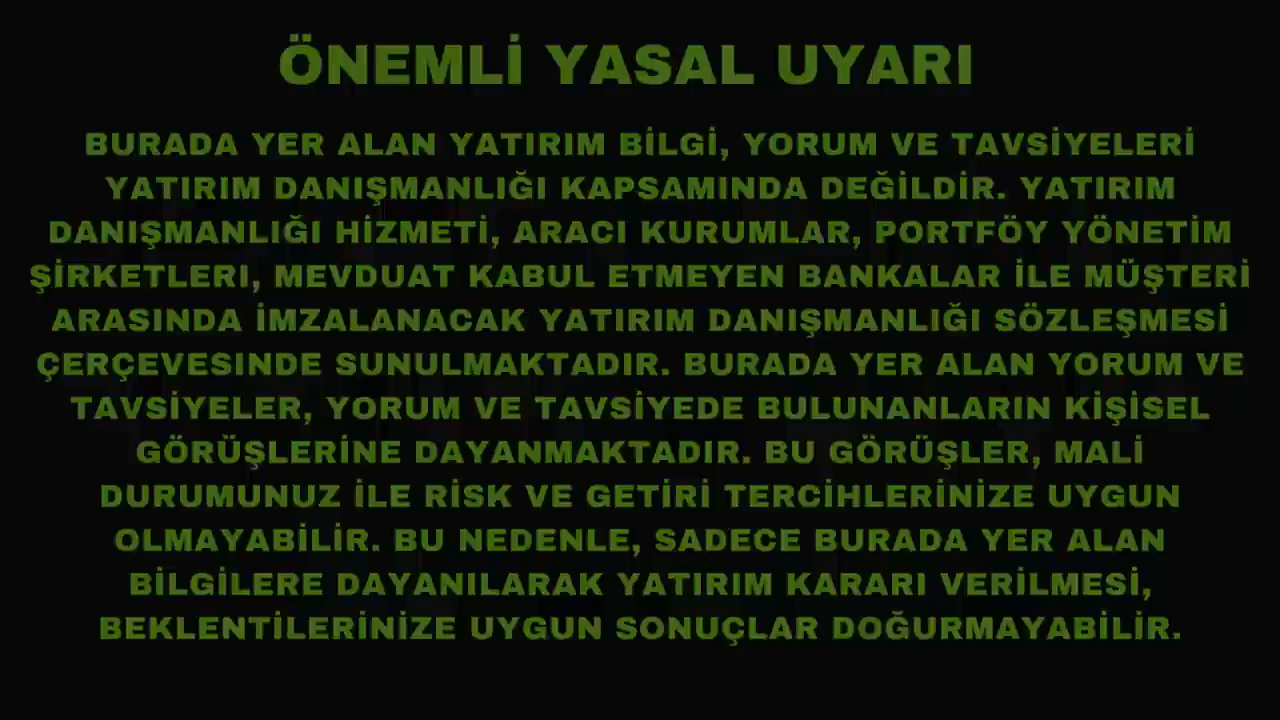 ÖNEMLİ YASAL UYARI
BURADA YER ALAN YATIRIM BİLGİ, YORUM VE TAVSİYELERİ
YATIRIM DANIŞMANLIĞI KAPSAMINDA DEĞİLDİR. YATIRIM
DANIŞMANLIĞI HİZMETİ, ARACI KURUMLAR, PORTFÖY YÖNETİM
ŞİRKETLERI, MEVDUAT KABUL ETMEYEN BANKALAR İLE MÜŞTERİ
ARASINDA İMZALANACAK YATIRIM DANIŞMANLIĞI SÖZLEŞMESİ
ÇERÇEVESINDE SUNULMAKTADIR. BURADA YER ALAN YORUM VE
TAVSİYELER, YORUM VE TAVSİYEDE BULUNANLARIN KİŞİSEL
GÖRÜŞLERİNE DAYANMAKTADIR. BU GÖRÜŞLER, MALİ
DURUMUNUZ İLE RİSK VE GETİRİ TERCİHLERİNİZE UYGUN
OLMAYABİLİR. BU NEDENLE, SADECE BURADA YER ALAN
BİLGİLERE DAYANILARAK YATIRIM KARARI VERİLMESİ,
BEKLENTİLERİNİZE UYGUN SONUÇLAR DOĞURMAYABİLİR.